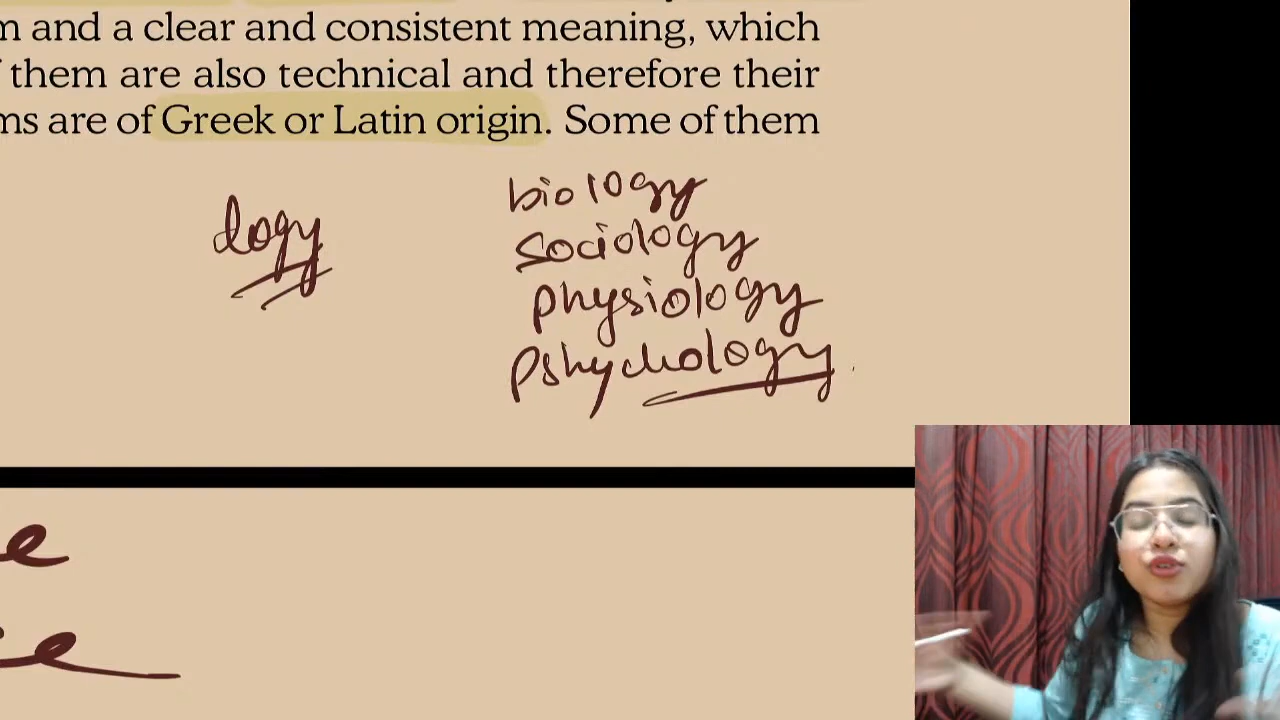 m and a clear and consistent meaning, which
them are also technical and therefore their
ms are of Greek or Latin origin. Some of them
logy
biology
sociology
physiology
pshychology
e